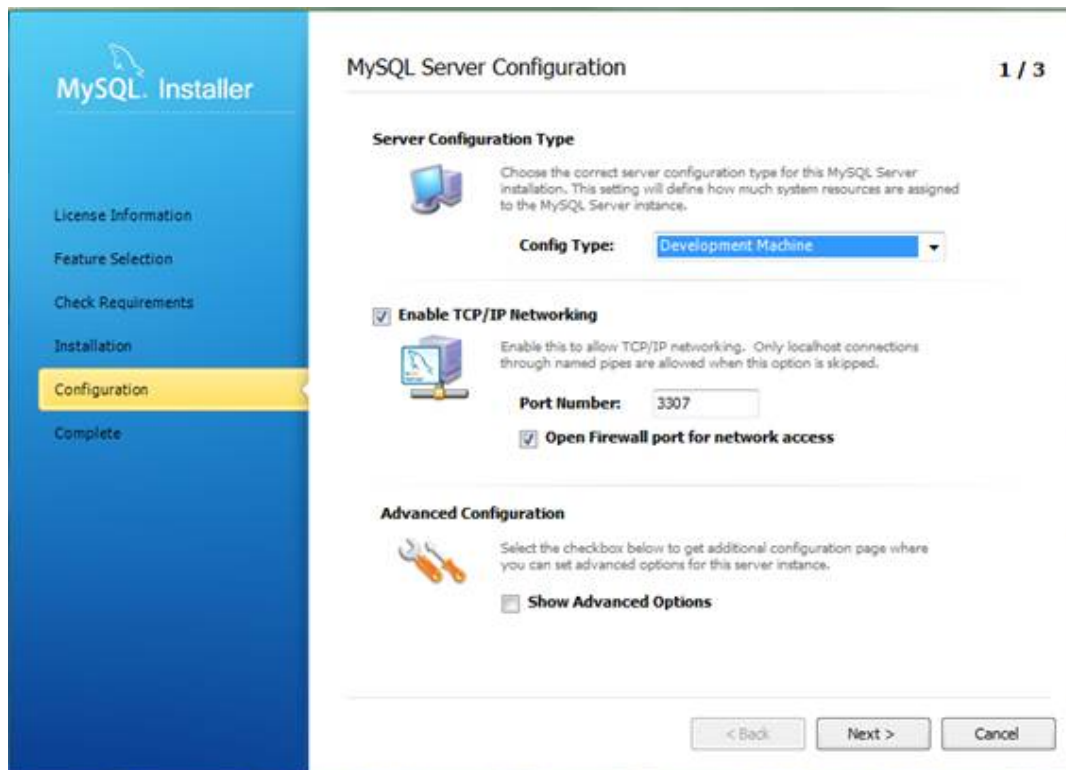 MySQL. Installer
License Information
Feature Selection
Check Requirements
Installation
Configuration
Complete
MySQL Server Configuration
1 / 3
Server Configuration Type
Choose the correct server configuration type for this MySQL Server
installation. This setting will define how much system resources are assigned
to the MySQL Server instance.
Config Type: Development Machine
Enable TCP/IP Networking
Enable this to allow TCP/IP networking. Only localhost connections
through named pipes are allowed when this option is skipped.
Port Number: 3307
Open Firewall port for network access
Advanced Configuration
Select the checkbox below to get additional configuration page where
you can set advanced options for this server instance.
Show Advanced Options
< Back Next > Cancel